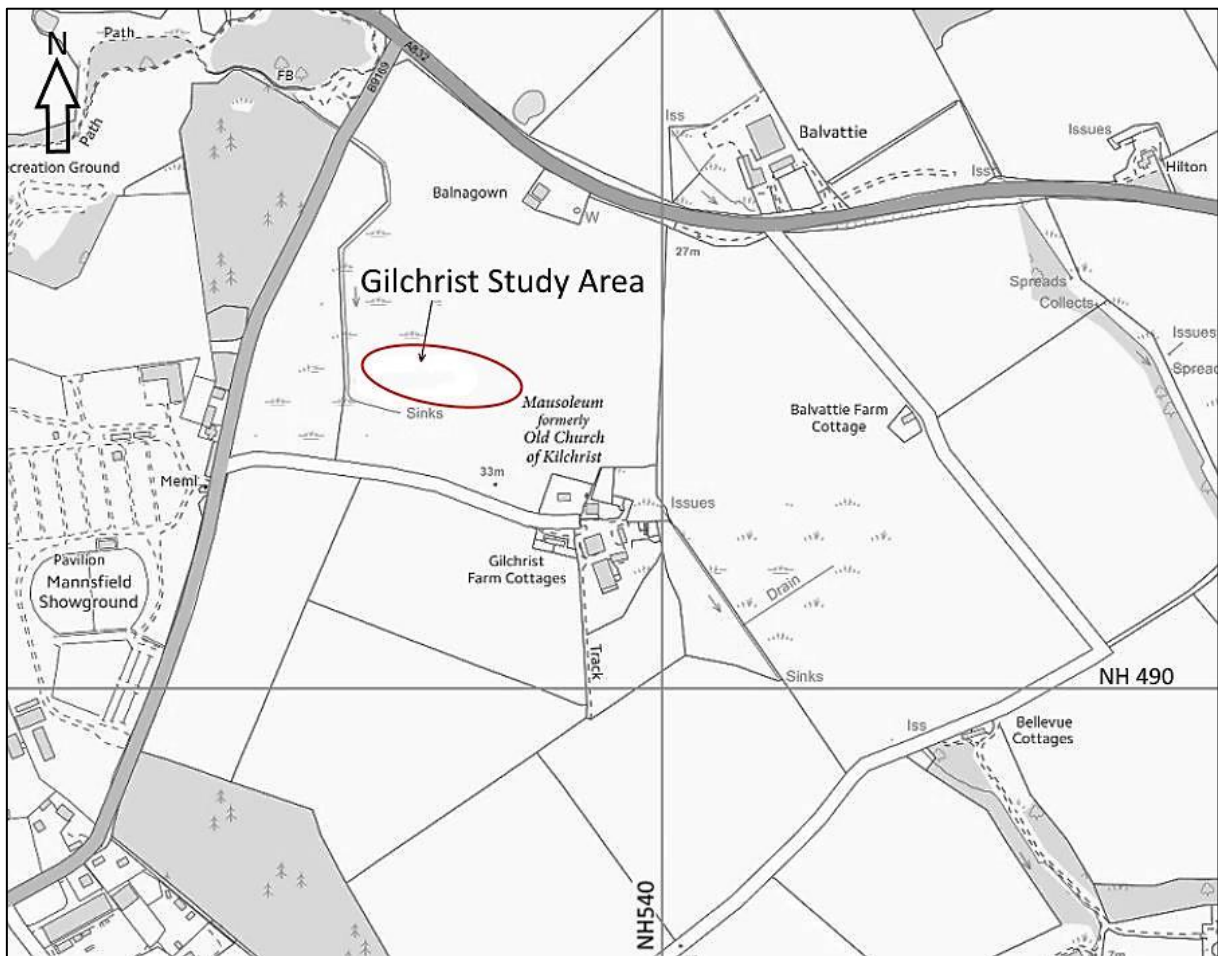 N
Path
FB
Path
B9169
A832
ecreation Ground
Iss
Balvattie
Issues
Hilton
Iss
Balnagown
W
27m
Gilchrist Study Area
Spreads
Collects
Issues
Spread
Sinks
Mausoleum
formerly
Old Church
of Kilchrist
Balvattie Farm
Cottage
33m
Meml
Issues
Pavilion
Mannsfield
Showground
Gilchrist
Farm Cottages
Drain
Track
Sinks
NH 490
Iss
Bellevue
Cottages
NH540
7m